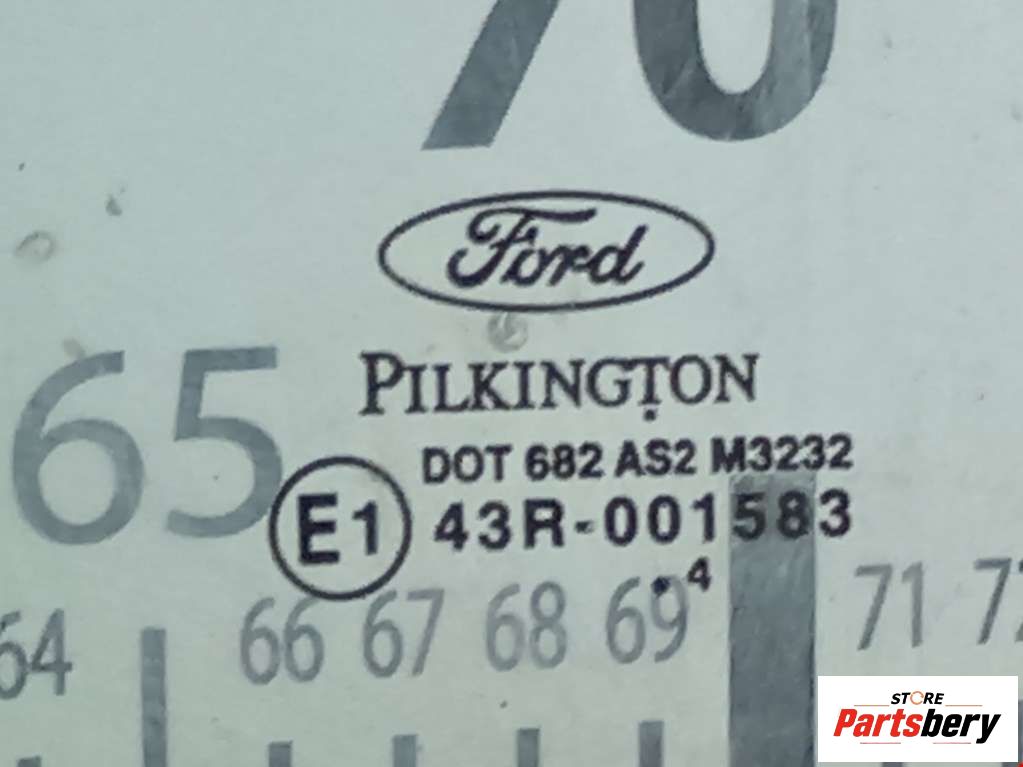 70
Ford
PILKINGTON
65
DOT 682 AS2 M3232
E1 43R-001583
.4
64 66 67 68 69 71 72
STORE
Partsbery